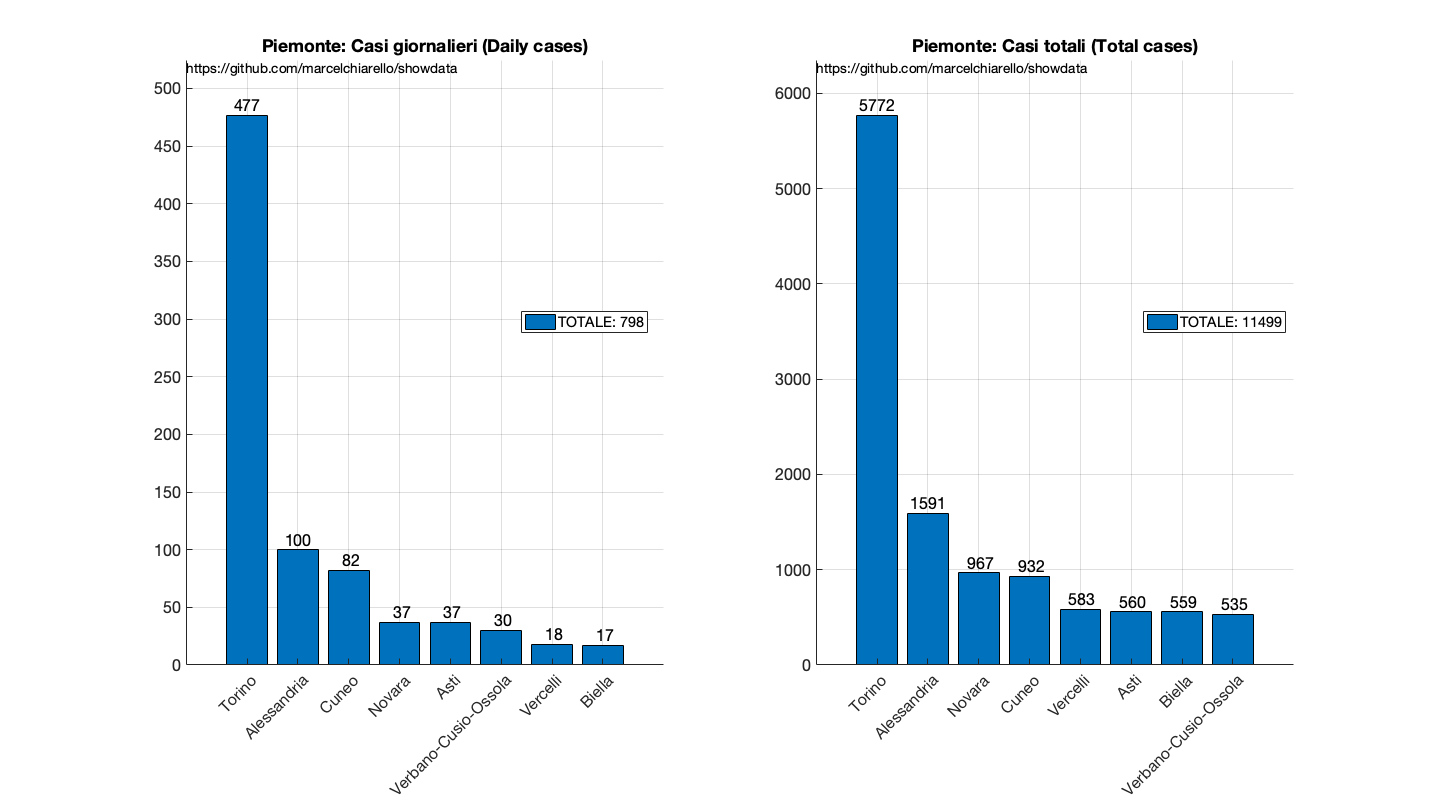 Piemonte: Casi giornalieri (Daily cases)
https://github.com/marcelchiarello/showdata
500
450
400
350
300
250
200
150
100
50
0
477
100
82
37
37
30
18
17
TOTALE: 798
Torino
Alessandria
Cuneo
Novara
Asti
Verbano-Cusio-Ossola
Vercelli
Biella
Piemonte: Casi totali (Total cases)
https://github.com/marcelchiarello/showdata
6000
5000
4000
3000
2000
1000
0
5772
1591
967
932
583
560
559
535
TOTALE: 11499
Torino
Alessandria
Novara
Cuneo
Vercelli
Asti
Biella
Verbano-Cusio-Ossola